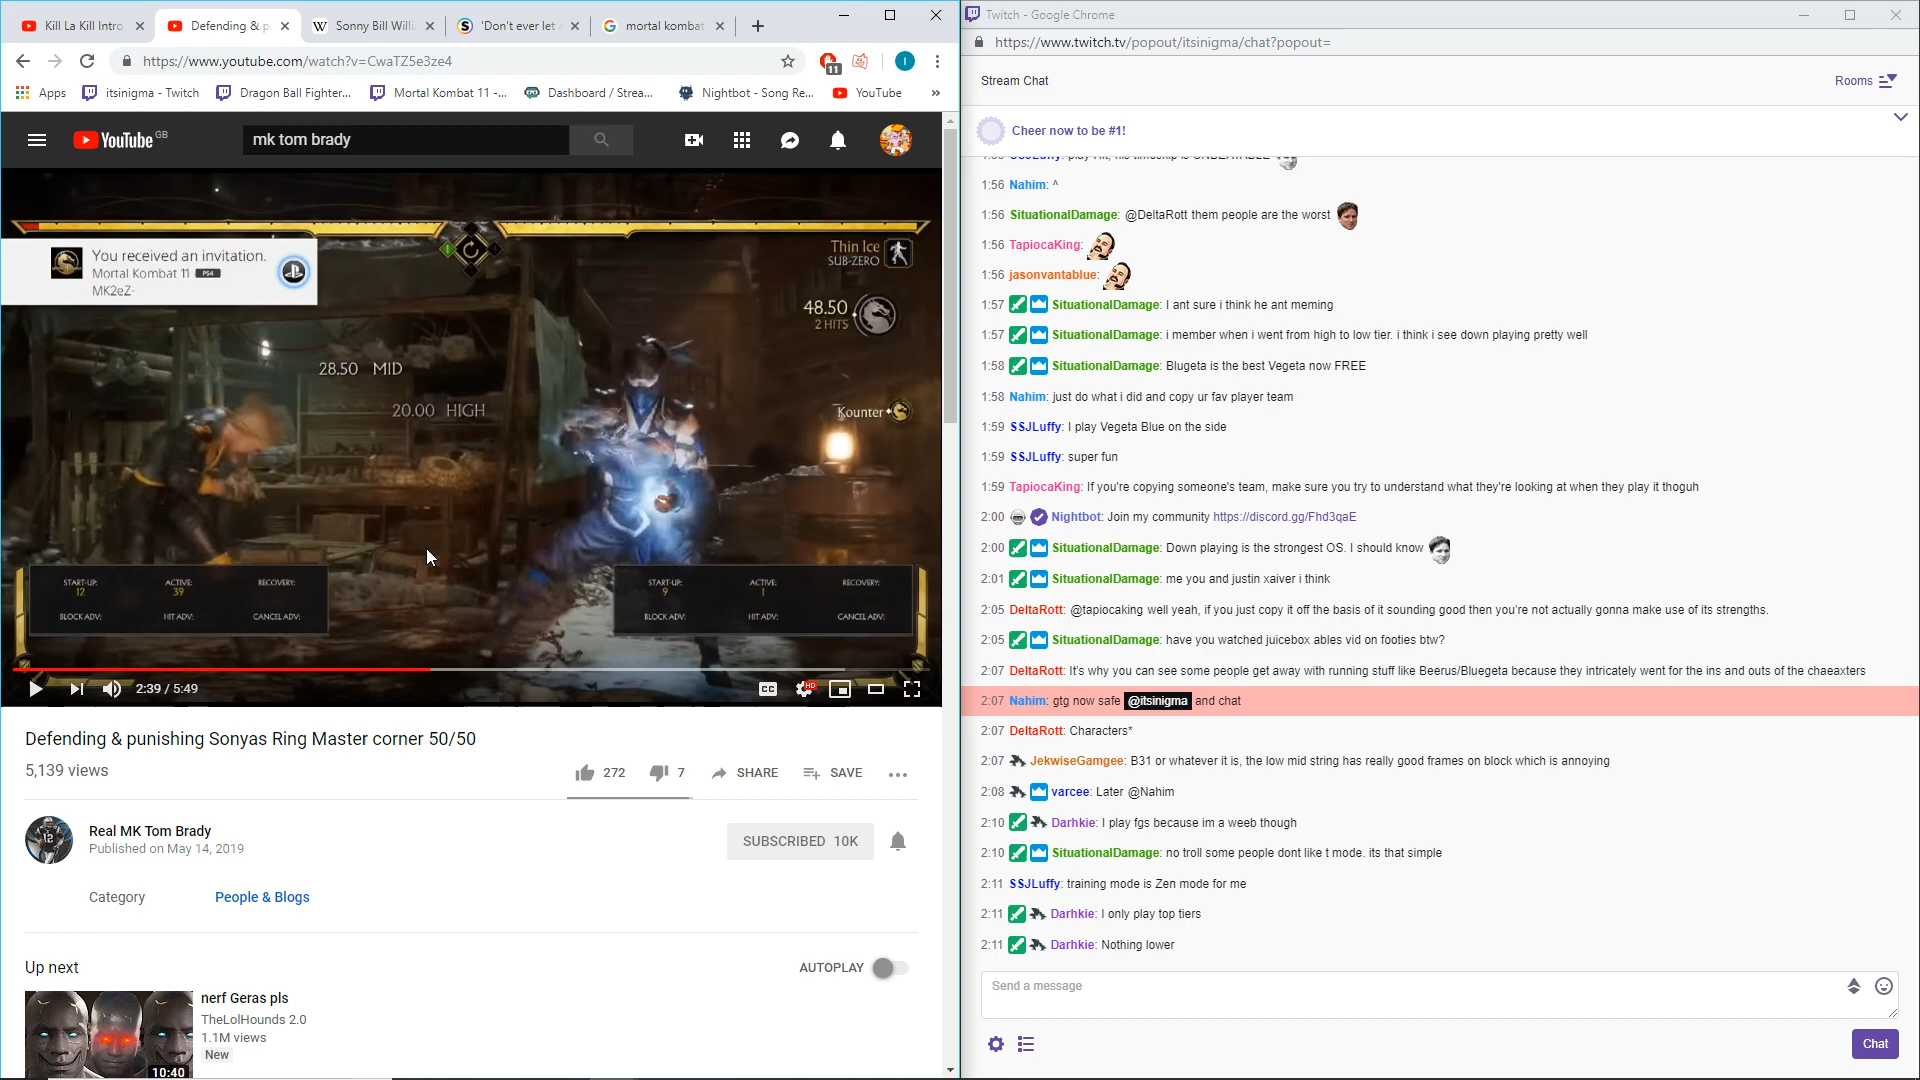 Kill La Kill Intro
Defending & p
Sonny Bill Willi
'Don't ever let
mortal kombat
https://www.youtube.com/watch?v=CwaTZ5e3ze4
11
I
Apps
itsinigma - Twitch
Dragon Ball Fighter...
Mortal Kombat 11 -...
Dashboard / Strea...
Nightbot - Song Re...
YouTube
»
YouTube GB
mk tom brady
You received an invitation.
Mortal Kombat 11 PS4
MK2eZ-
Thin Ice
SUB-ZERO
48.50
2 HITS
28.50 MID
20.00 HIGH
Kounter
START-UP: ACTIVE: RECOVERY:
12 39
BLOCK ADV: HIT ADV: CANCEL ADV:
START-UP: ACTIVE: RECOVERY:
9 1
BLOCK ADV: HIT ADV: CANCEL ADV:
2:39 / 5:49
CC
HD
Defending & punishing Sonyas Ring Master corner 50/50
5,139 views
272 7 SHARE SAVE
Real MK Tom Brady
Published on May 14, 2019
SUBSCRIBED 10K
Category People & Blogs
Up next
AUTOPLAY
nerf Geras pls
TheLolHounds 2.0
1.1M views
New
10:40
Twitch - Google Chrome
https://www.twitch.tv/popout/itsinigma/chat?popout=
Stream Chat
Rooms
Cheer now to be #1!
1:56 Nahim: ^
1:56 SituationalDamage: @DeltaRott them people are the worst
1:56 TapiocaKing:
1:56 jasonvantablue:
1:57 SituationalDamage: I ant sure i think he ant meming
1:57 SituationalDamage: i member when i went from high to low tier. i think i see down playing pretty well
1:58 SituationalDamage: Blugeta is the best Vegeta now FREE
1:58 Nahim: just do what i did and copy ur fav player team
1:59 SSJLuffy: I play Vegeta Blue on the side
1:59 SSJLuffy: super fun
1:59 TapiocaKing: If you're copying someone's team, make sure you try to understand what they're looking at when they play it thoguh
2:00 Nightbot: Join my community https://discord.gg/Fhd3qaE
2:00 SituationalDamage: Down playing is the strongest OS. I should know
2:01 SituationalDamage: me you and justin xaiver i think
2:05 DeltaRott: @tapiocaking well yeah, if you just copy it off the basis of it sounding good then you're not actually gonna make use of its strengths.
2:05 SituationalDamage: have you watched juicebox ables vid on footies btw?
2:07 DeltaRott: It's why you can see some people get away with running stuff like Beerus/Bluegeta because they intricately went for the ins and outs of the chaeaxters
2:07 Nahim: gtg now safe @itsinigma and chat
2:07 DeltaRott: Characters*
2:07 JekwiseGamgee: B31 or whatever it is, the low mid string has really good frames on block which is annoying
2:08 varcee: Later @Nahim
2:10 Darhkie: I play fgs because im a weeb though
2:10 SituationalDamage: no troll some people dont like t mode. its that simple
2:11 SSJLuffy: training mode is Zen mode for me
2:11 Darhkie: I only play top tiers
2:11 Darhkie: Nothing lower
Send a message
Chat